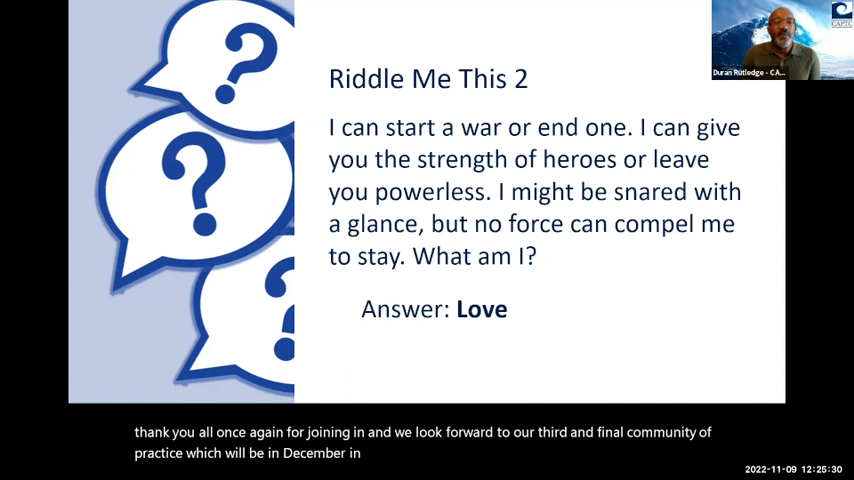 Riddle Me This 2
I can start a war or end one. I can give
you the strength of heroes or leave
you powerless. I might be snared with
a glance, but no force can compel me
to stay. What am I?
Answer: Love
Duran Rutledge - CA...
thank you all once again for joining in and we look forward to our third and final community of
practice which will be in December in
2022-11-09 12:25:30